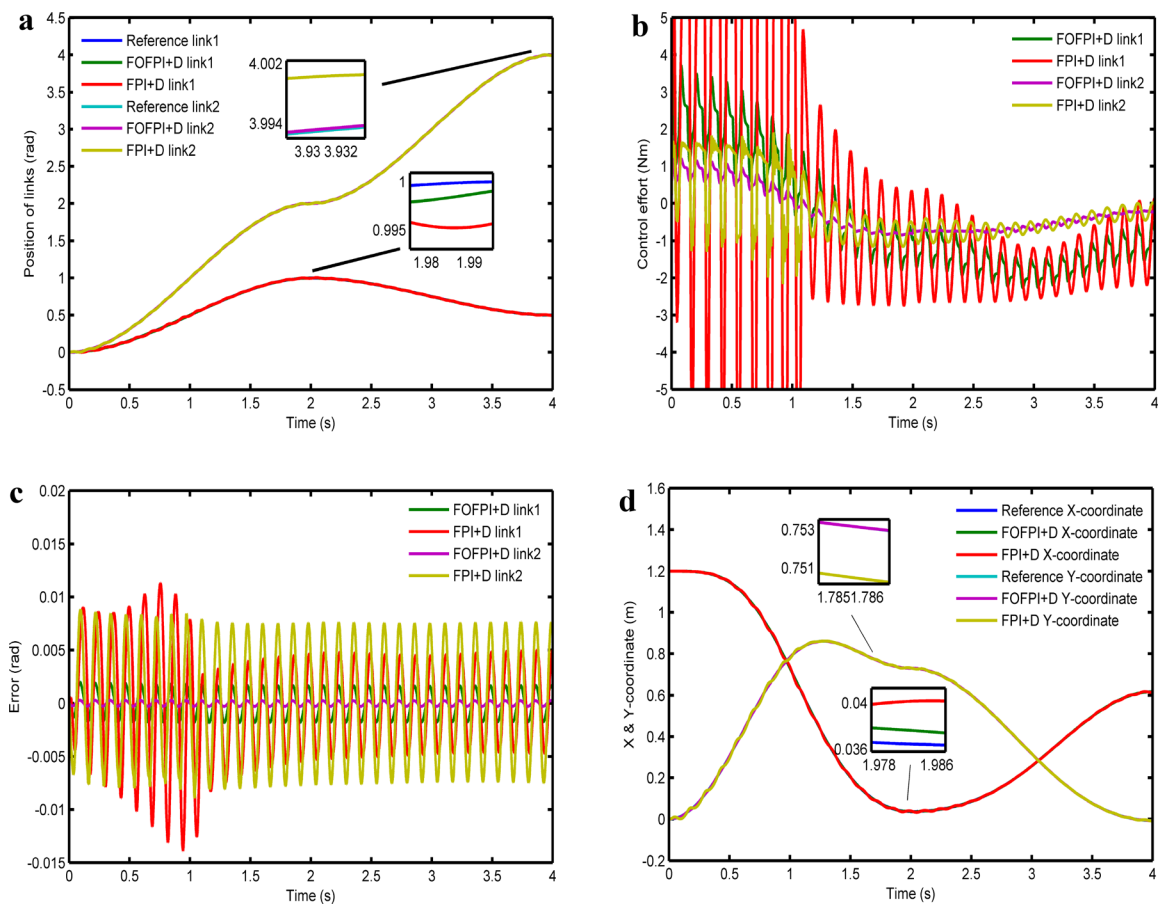 a
4.5
4
3.5
3
2.5
2
1.5
1
0.5
0
-0.5
Position of links (rad)
Reference link1
FOFPI+D link1
FPI+D link1
Reference link2
FOFPI+D link2
FPI+D link2
4.002
3.994
3.93 3.932
1
0.995
1.98 1.99
0 0.5 1 1.5 2 2.5 3 3.5 4
Time (s)
b
5
4
3
2
1
0
-1
-2
-3
-4
-5
Control effort (Nm)
FOFPI+D link1
FPI+D link1
FOFPI+D link2
FPI+D link2
0 0.5 1 1.5 2 2.5 3 3.5 4
Time (s)
c
0.02
0.015
0.01
0.005
0
-0.005
-0.01
-0.015
Error (rad)
FOFPI+D link1
FPI+D link1
FOFPI+D link2
FPI+D link2
0 0.5 1 1.5 2 2.5 3 3.5 4
Time (s)
d
1.6
1.4
1.2
1
0.8
0.6
0.4
0.2
0
-0.2
X & Y-coordinate (m)
Reference X-coordinate
FOFPI+D X-coordinate
FPI+D X-coordinate
Reference Y-coordinate
FOFPI+D Y-coordinate
FPI+D Y-coordinate
0.753
0.751
1.7851.786
0.04
0.036
1.978 1.986
0 0.5 1 1.5 2 2.5 3 3.5 4
Time (s)